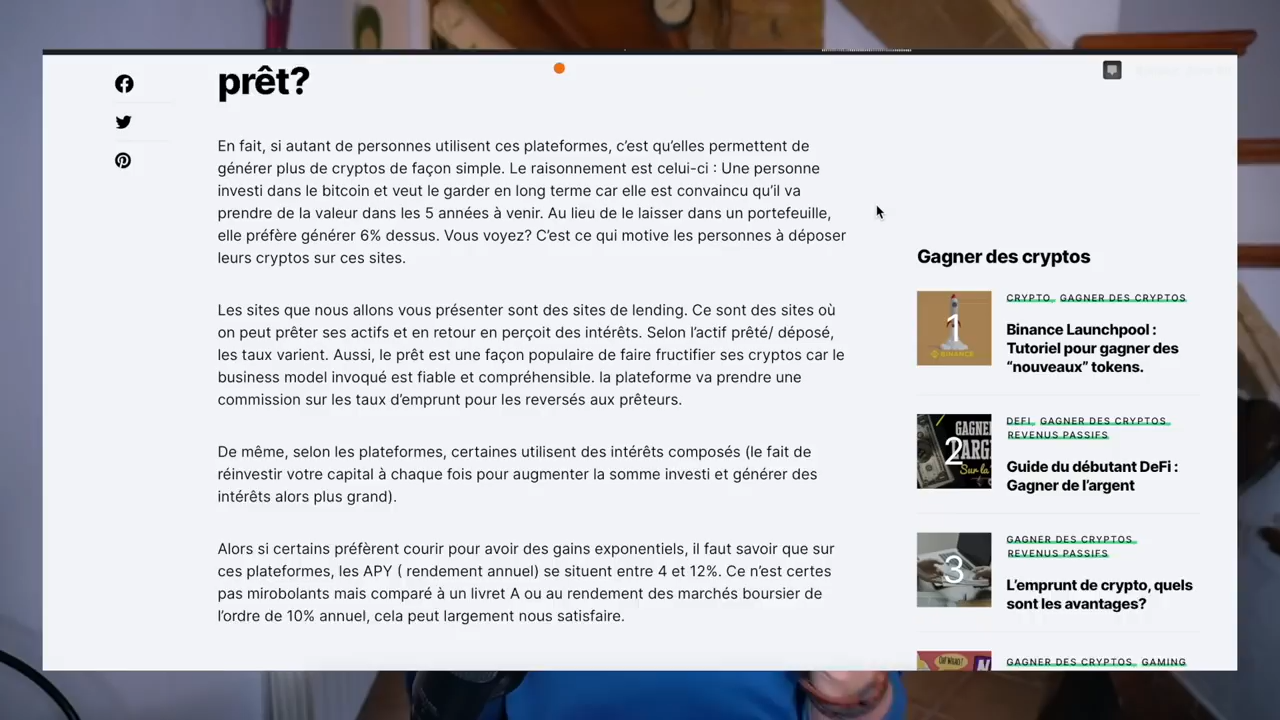 prêt?
En fait, si autant de personnes utilisent ces plateformes, c’est qu’elles permettent de
générer plus de cryptos de façon simple. Le raisonnement est celui-ci : Une personne
investi dans le bitcoin et veut le garder en long terme car elle est convaincu qu’il va
prendre de la valeur dans les 5 années à venir. Au lieu de le laisser dans un portefeuille,
elle préfère générer 6% dessus. Vous voyez? C’est ce qui motive les personnes à déposer
leurs cryptos sur ces sites.
Les sites que nous allons vous présenter sont des sites de lending. Ce sont des sites où
on peut prêter ses actifs et en retour en perçoit des intérêts. Selon l’actif prêté/ déposé,
les taux varient. Aussi, le prêt est une façon populaire de faire fructifier ses cryptos car le
business model invoqué est fiable et compréhensible. la plateforme va prendre une
commission sur les taux d’emprunt pour les reversés aux prêteurs.
De même, selon les plateformes, certaines utilisent des intérêts composés (le fait de
réinvestir votre capital à chaque fois pour augmenter la somme investi et générer des
intérêts alors plus grand).
Alors si certains préfèrent courir pour avoir des gains exponentiels, il faut savoir que sur
ces plateformes, les APY ( rendement annuel) se situent entre 4 et 12%. Ce n’est certes
pas mirobolants mais comparé à un livret A ou au rendement des marchés boursier de
l’ordre de 10% annuel, cela peut largement nous satisfaire.
Gagner des cryptos
1
BINANCE
CRYPTO, GAGNER DES CRYPTOS
Binance Launchpool :
Tutoriel pour gagner des
“nouveaux” tokens.
2
GAGNE
Sur la
DEFI, GAGNER DES CRYPTOS,
REVENUS PASSIFS
Guide du débutant DeFi :
Gagner de l’argent
3
GAGNER DES CRYPTOS,
REVENUS PASSIFS
L’emprunt de crypto, quels
sont les avantages?
GAGNER DES CRYPTOS, GAMING